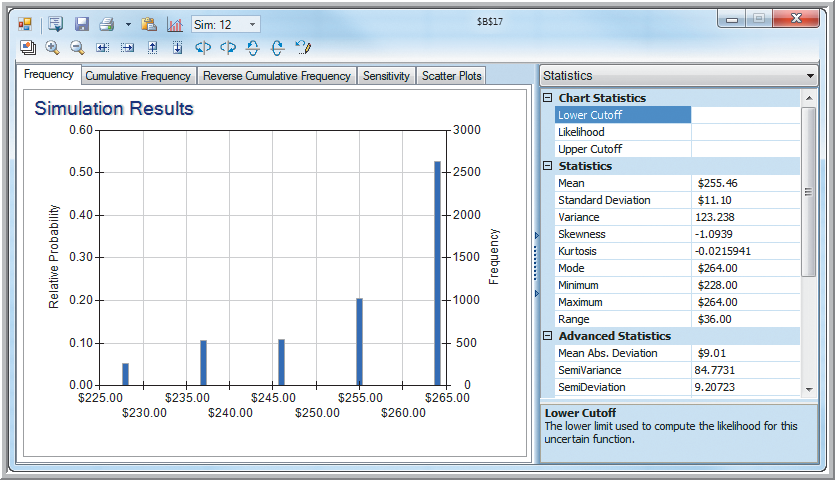 $B$17
Sim: 12
Frequency Cumulative Frequency Reverse Cumulative Frequency Sensitivity Scatter Plots
Simulation Results
0.60 3000
0.50 2500
0.40 2000
0.30 1500
0.20 1000
0.10 500
0.00 0
Relative Probability
Frequency
$225.00 $235.00 $245.00 $255.00 $265.00
$230.00 $240.00 $250.00 $260.00
Statistics
Chart Statistics
Lower Cutoff
Likelihood
Upper Cutoff
Statistics
Mean $255.46
Standard Deviation $11.10
Variance 123.238
Skewness -1.0939
Kurtosis -0.0215941
Mode $264.00
Minimum $228.00
Maximum $264.00
Range $36.00
Advanced Statistics
Mean Abs. Deviation $9.01
SemiVariance 84.7731
SemiDeviation 9.20723
Lower Cutoff
The lower limit used to compute the likelihood for this
uncertain function.